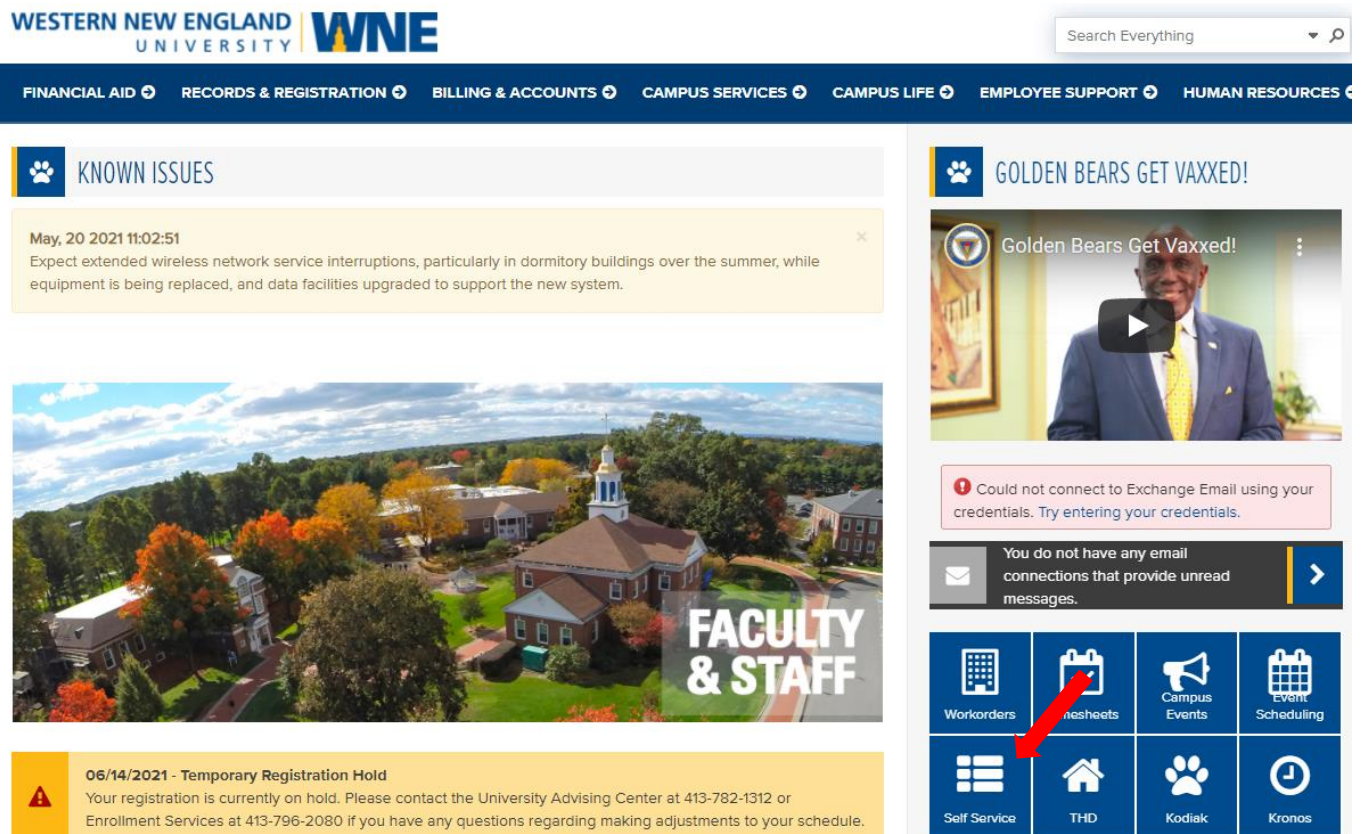 WESTERN NEW ENGLAND
UNIVERSITY
WNE
Search Everything
FINANCIAL AID RECORDS & REGISTRATION BILLING & ACCOUNTS CAMPUS SERVICES CAMPUS LIFE EMPLOYEE SUPPORT HUMAN RESOURCES
KNOWN ISSUES
May, 20 2021 11:02:51
Expect extended wireless network service interruptions, particularly in dormitory buildings over the summer, while
equipment is being replaced, and data facilities upgraded to support the new system.
FACULTY
& STAFF
06/14/2021 - Temporary Registration Hold
Your registration is currently on hold. Please contact the University Advising Center at 413-782-1312 or
Enrollment Services at 413-796-2080 if you have any questions regarding making adjustments to your schedule.
GOLDEN BEARS GET VAXXED!
Golden Bears Get Vaxxed!
Could not connect to Exchange Email using your
credentials. Try entering your credentials.
You do not have any email
connections that provide unread
messages.
Workorders
Campus
Events
Event
Scheduling
Self Service
THD
Kodiak
Kronos